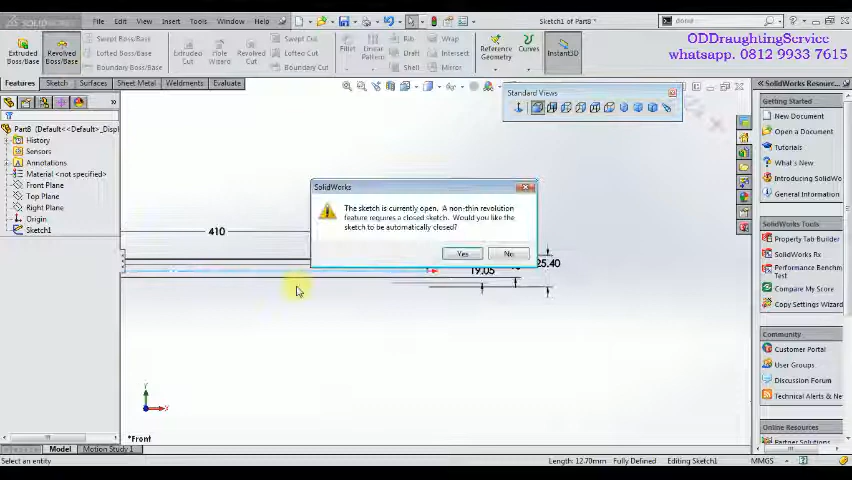 SOLIDWORKS File Edit View Insert Tools Window Help Sketch1 of Part8 *
ODDraughtingService
whatsapp. 0812 9933 7615
Extruded Boss/Base Revolved Boss/Base Swept Boss/Base Extruded Cut Hole Wizard Revolved Cut Swept Cut Fillet Linear Pattern Rib Wrap Reference Geometry Curves Instant3D
Lofted Boss/Base Lofted Cut Draft Intersect
Boundary Boss/Base Boundary Cut Shell Mirror
Features Sketch Surfaces Sheet Metal Weldments Evaluate
SolidWorks Resour...
Standard Views
Part8 (Default<<Default>_Displ
History
Sensors
Annotations
Material <not specified>
Front Plane
Top Plane
Right Plane
Origin
Sketch1
410
19.05
25.40
SolidWorks
The sketch is currently open. A non-thin revolution
feature requires a closed sketch. Would you like the
sketch to be automatically closed?
Yes No
Getting Started
New Document
Open a Document
Tutorials
What's New
Introducing SolidWorks
General Information
SolidWorks Tools
Property Tab Builder
SolidWorks Rx
Performance Benchmark
Test
Compare My Score
Copy Settings Wizard
Community
Customer Portal
User Groups
Discussion Forum
Technical Alerts & Ne
Online Resources
Partner Solutions
Y
X
*Front
Model Motion Study 1
Select an entity Length: 12.70mm Fully Defined Editing Sketch1 MMGS